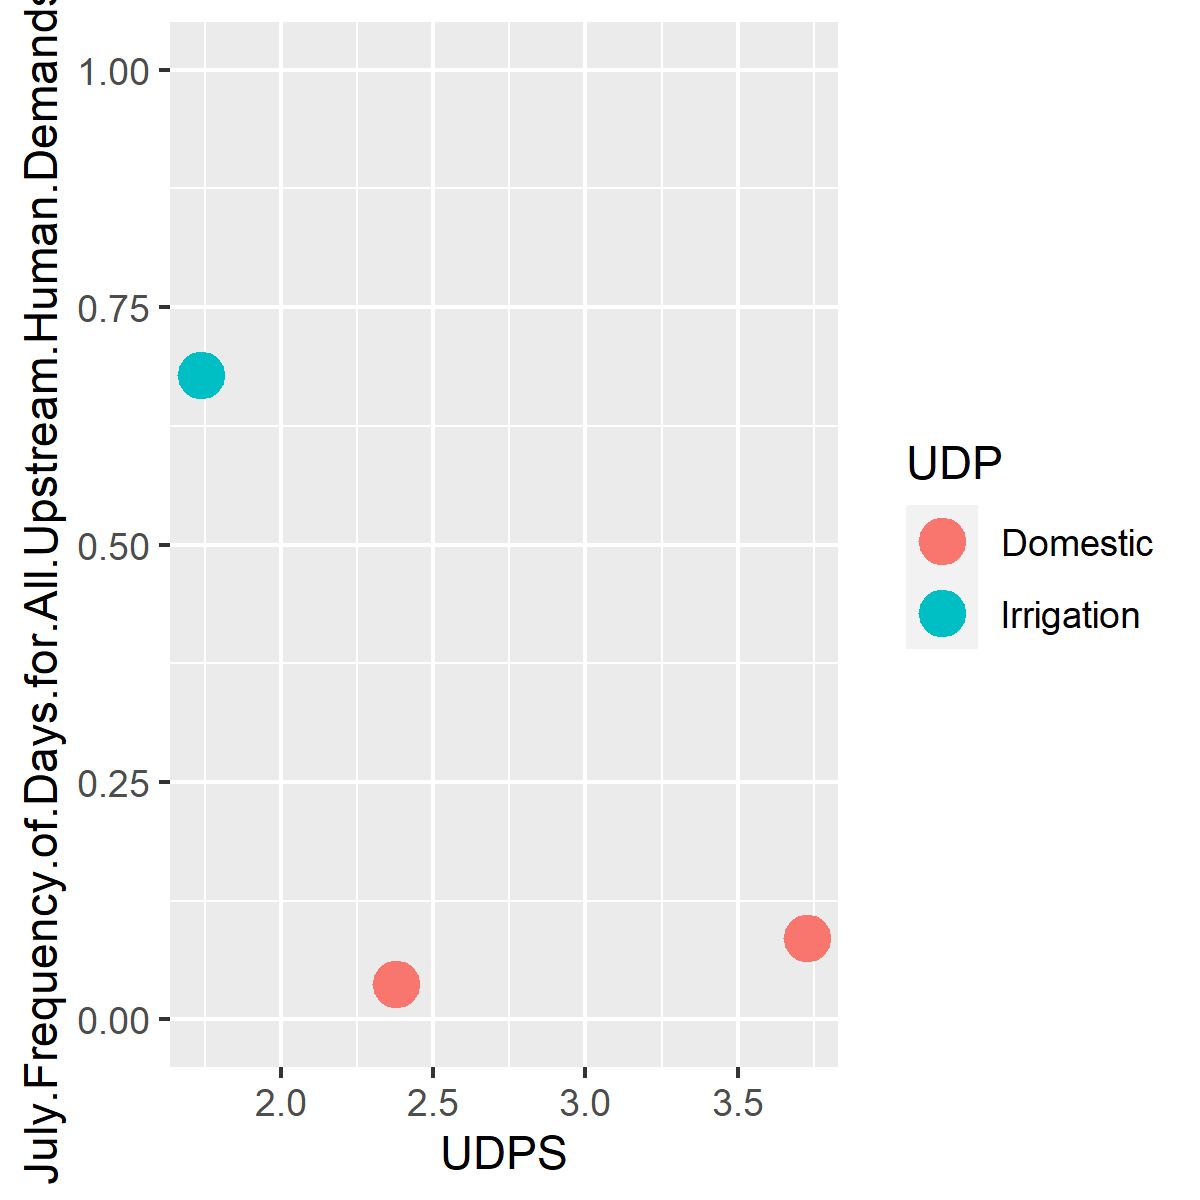 July.Frequency.of.Days.for.All.Upstream.Human.Demands
1.00
0.75
0.50
0.25
0.00
2.0 2.5 3.0 3.5
UDPS
UDP
Domestic
Irrigation